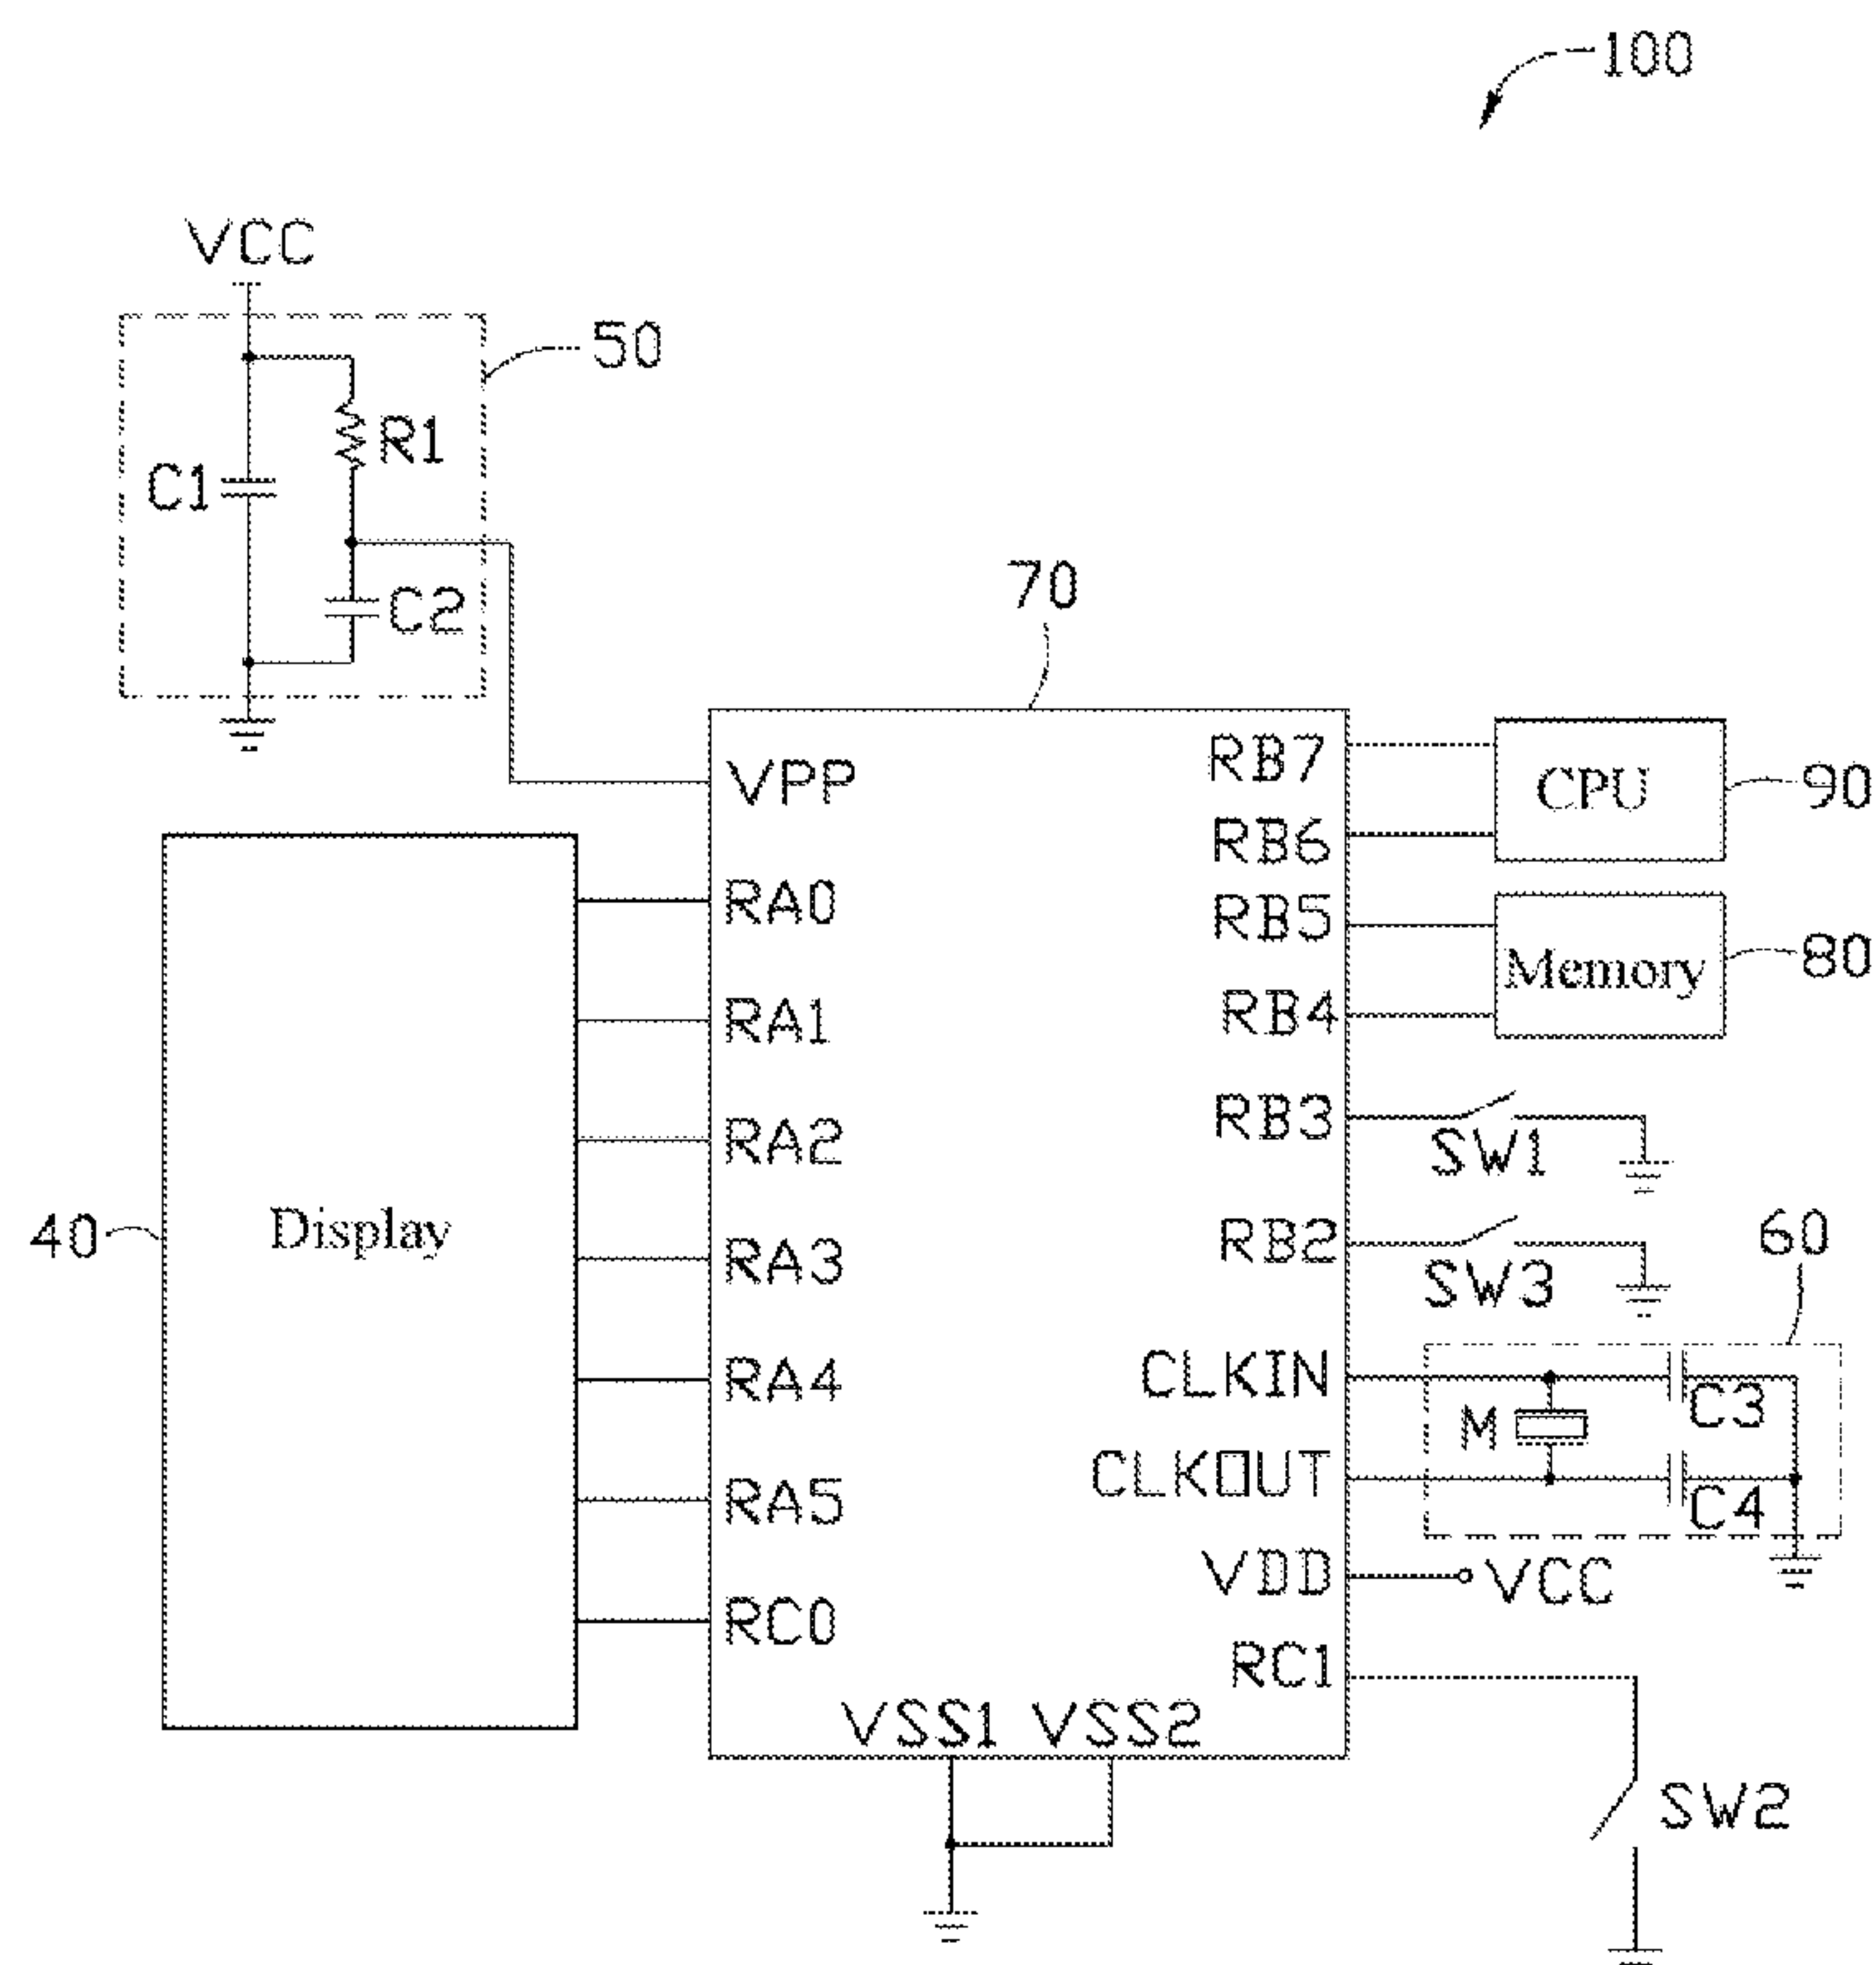 100
VCC
50
R1
C1
C2
70
VPP
RA0
RA1
RA2
RA3
RA4
RA5
RC0
RB7
RB6
RB5
RB4
RB3
RB2
CLKIN
CLKOUT
VDD
RC1
VSS1 VSS2
CPU
90
Memory
80
SW1
SW3
60
M
C3
C4
VCC
SW2
40
Display